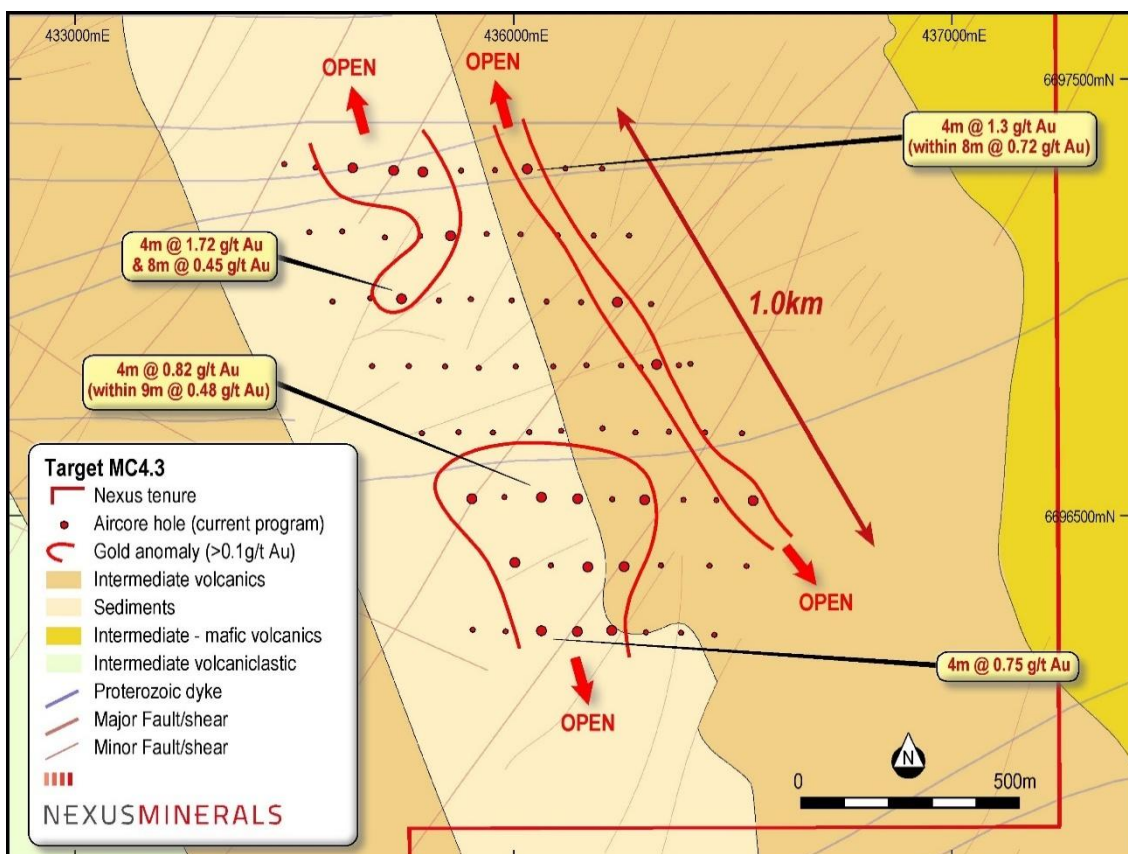 433000mE
436000mE
437000mE
OPEN
OPEN
6697500mN
4m @ 1.3 g/t Au
(within 8m @ 0.72 g/t Au)
4m @ 1.72 g/t Au
& 8m @ 0.45 g/t Au
1.0km
4m @ 0.82 g/t Au
(within 9m @ 0.48 g/t Au)
Target MC4.3
Nexus tenure
Aircore hole (current program)
Gold anomaly (>0.1g/t Au)
Intermediate volcanics
Sediments
Intermediate - mafic volcanics
Intermediate volcaniclastic
Proterozoic dyke
Major Fault/shear
Minor Fault/shear
NEXUSMINERALS
6696500mN
OPEN
4m @ 0.75 g/t Au
OPEN
N
0 500m